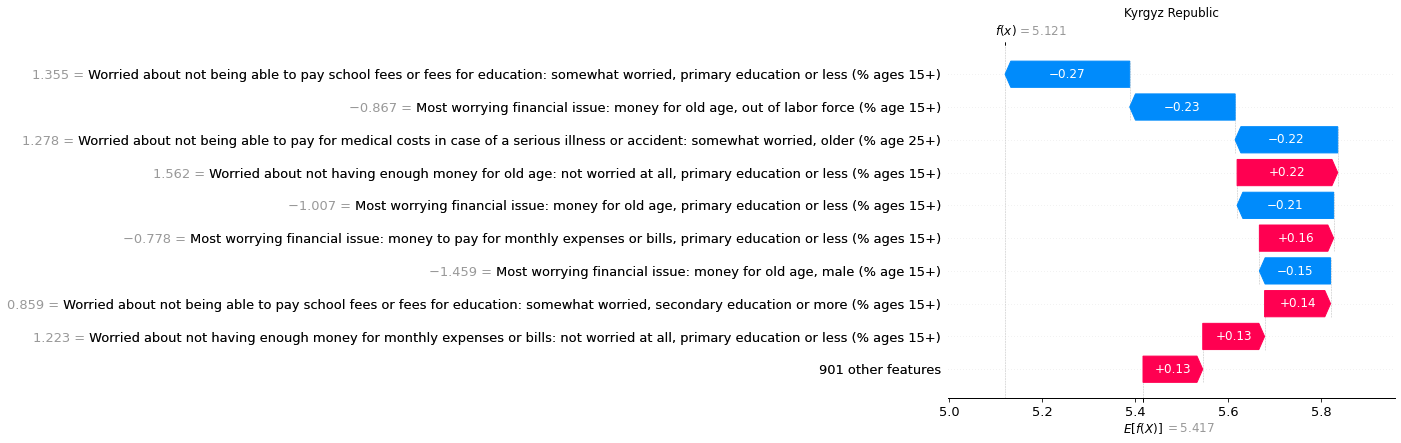 Kyrgyz Republic
f(x) = 5.121
1.355 = Worried about not being able to pay school fees or fees for education: somewhat worried, primary education or less (% ages 15+)
−0.27
−0.867 = Most worrying financial issue: money for old age, out of labor force (% age 15+)
−0.23
1.278 = Worried about not being able to pay for medical costs in case of a serious illness or accident: somewhat worried, older (% age 25+)
−0.22
1.562 = Worried about not having enough money for old age: not worried at all, primary education or less (% ages 15+)
+0.22
−1.007 = Most worrying financial issue: money for old age, primary education or less (% ages 15+)
−0.21
−0.778 = Most worrying financial issue: money to pay for monthly expenses or bills, primary education or less (% ages 15+)
+0.16
−1.459 = Most worrying financial issue: money for old age, male (% age 15+)
−0.15
0.859 = Worried about not being able to pay school fees or fees for education: somewhat worried, secondary education or more (% ages 15+)
+0.14
1.223 = Worried about not having enough money for monthly expenses or bills: not worried at all, primary education or less (% ages 15+)
+0.13
901 other features
+0.13
5.0 5.2 5.4 5.6 5.8
E[f(X)] = 5.417